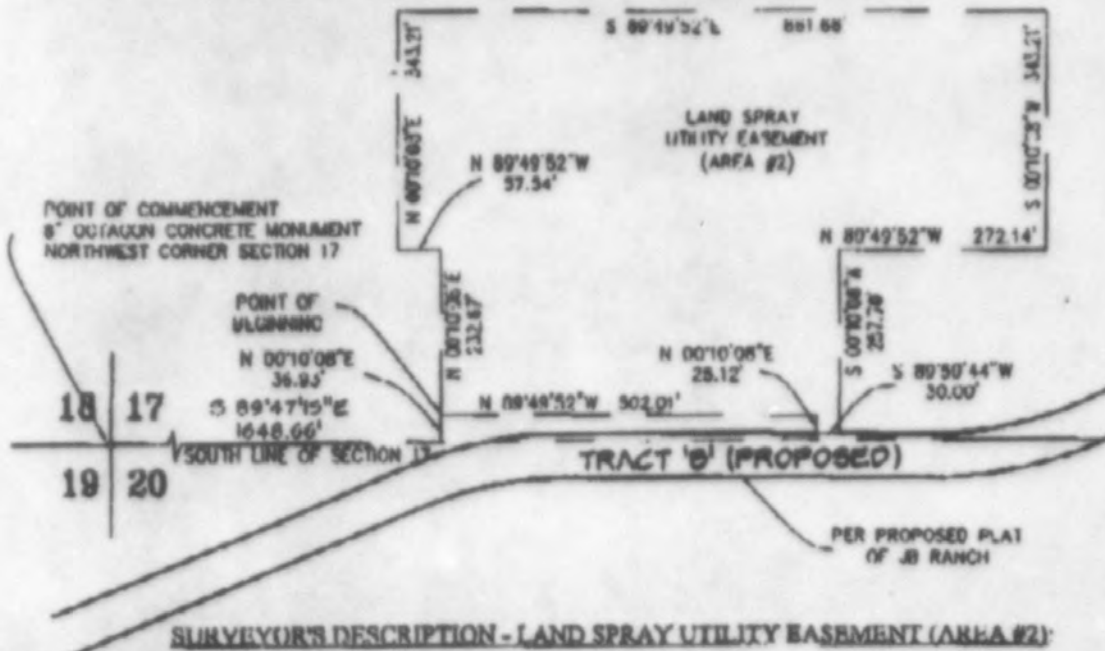 S 89°49'52"E 861.68'
N 00°10'08"E 343.21'
S 00°10'08"W 343.21'
LAND SPRAY
UTILITY EASEMENT
(AREA #2)
N 89°49'52"W
57.54'
POINT OF COMMENCEMENT
8" OCTAGON CONCRETE MONUMENT
NORTHWEST CORNER SECTION 17
N 89°49'52"W 272.14'
POINT OF
BEGINNING
N 00°10'08"E
232.67'
S 00°10'08"W
N 00°10'08"E
36.93'
N 00°10'08"E
25.12'
S 89°50'44"W
30.00'
18 17
S 89°47'15"E
1648.66'
N 89°49'52"W 502.01'
SOUTH LINE OF SECTION 17
TRACT 'B' (PROPOSED)
19 20
PER PROPOSED PLAT
OF JB RANCH
SURVEYOR'S DESCRIPTION - LAND SPRAY UTILITY EASEMENT (AREA #2):